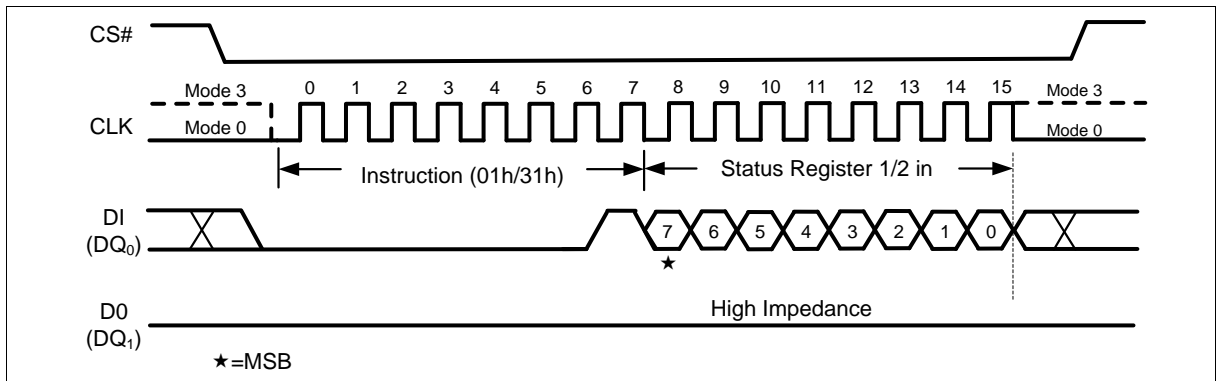 CS#
Mode 3 0 1 2 3 4 5 6 7 8 9 10 11 12 13 14 15 Mode 3
CLK Mode 0 Mode 0
Instruction (01h/31h) Status Register 1/2 in
DI
(DQ₀) 7 6 5 4 3 2 1 0
★
D0 High Impedance
(DQ₁)
★=MSB